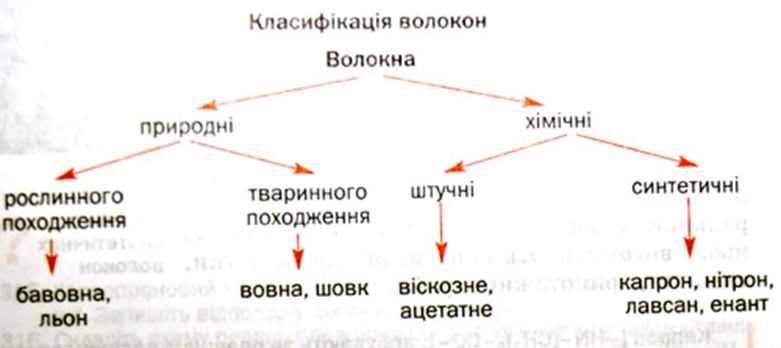 Класифікація волокон
Волокна
природні
хімічні
рослинного
походження
тваринного
походження
штучні
синтетичні
бавовна,
льон
вовна, шовк
віскозне,
ацетатне
капрон, нітрон,
лавсан, енант